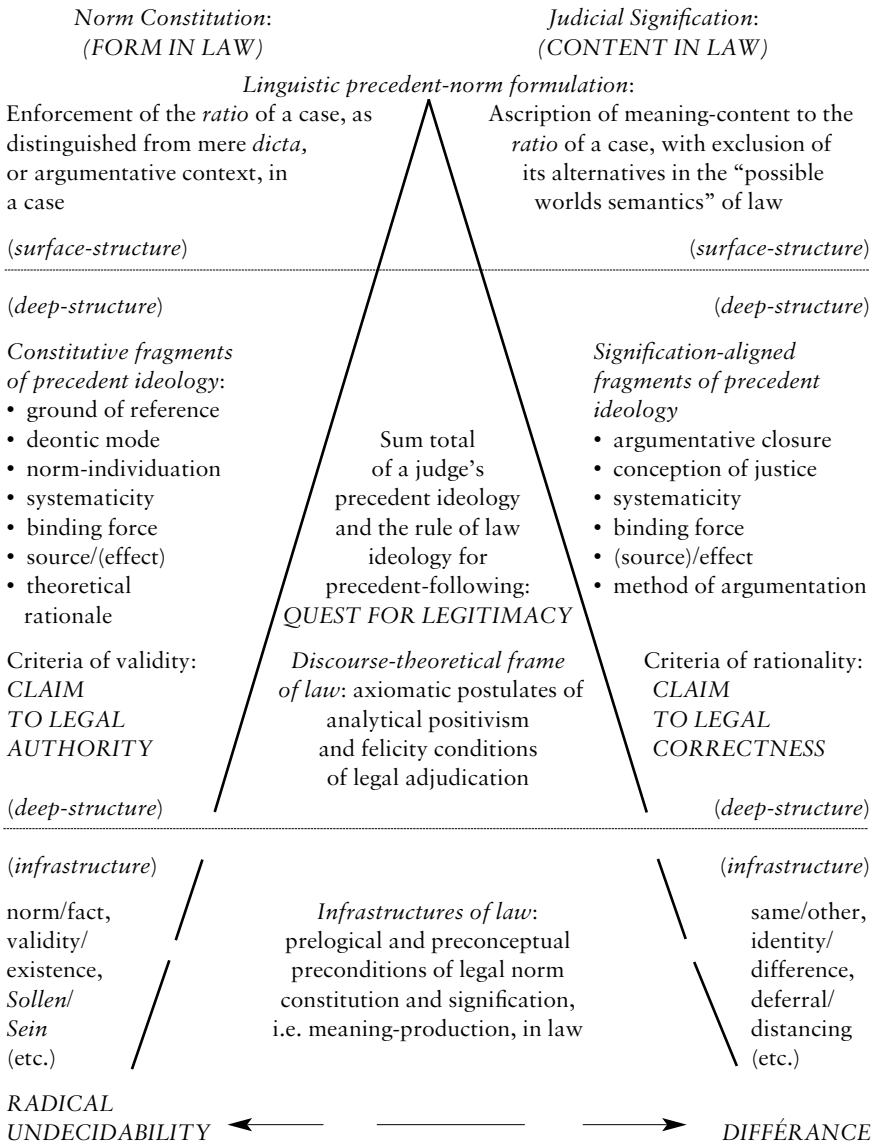 Norm Constitution:
(FORM IN LAW)
Judicial Signification:
(CONTENT IN LAW)
Linguistic precedent-norm formulation:
Enforcement of the ratio of a case, as
distinguished from mere dicta,
or argumentative context, in
a case
Ascription of meaning-content to the
ratio of a case, with exclusion of
its alternatives in the “possible
worlds semantics” of law
(surface-structure)
(surface-structure)
(deep-structure)
(deep-structure)
Constitutive fragments
of precedent ideology:
• ground of reference
• deontic mode
• norm-individuation
• systematicity
• binding force
• source/(effect)
• theoretical
rationale
Sum total
of a judge’s
precedent ideology
and the rule of law
ideology for
precedent-following:
QUEST FOR LEGITIMACY
Signification-aligned
fragments of precedent
ideology
• argumentative closure
• conception of justice
• systematicity
• binding force
• (source)/effect
• method of argumentation
Criteria of validity:
CLAIM
TO LEGAL
AUTHORITY
Discourse-theoretical frame
of law: axiomatic postulates of
analytical positivism
and felicity conditions
of legal adjudication
Criteria of rationality:
CLAIM
TO LEGAL
CORRECTNESS
(deep-structure)
(deep-structure)
(infrastructure)
(infrastructure)
norm/fact,
validity/
existence,
Sollen/
Sein
(etc.)
Infrastructures of law:
prelogical and preconceptual
preconditions of legal norm
constitution and signification,
i.e. meaning-production, in law
same/other,
identity/
difference,
deferral/
distancing
(etc.)
RADICAL
UNDECIDABILITY
DIFFÉRANCE